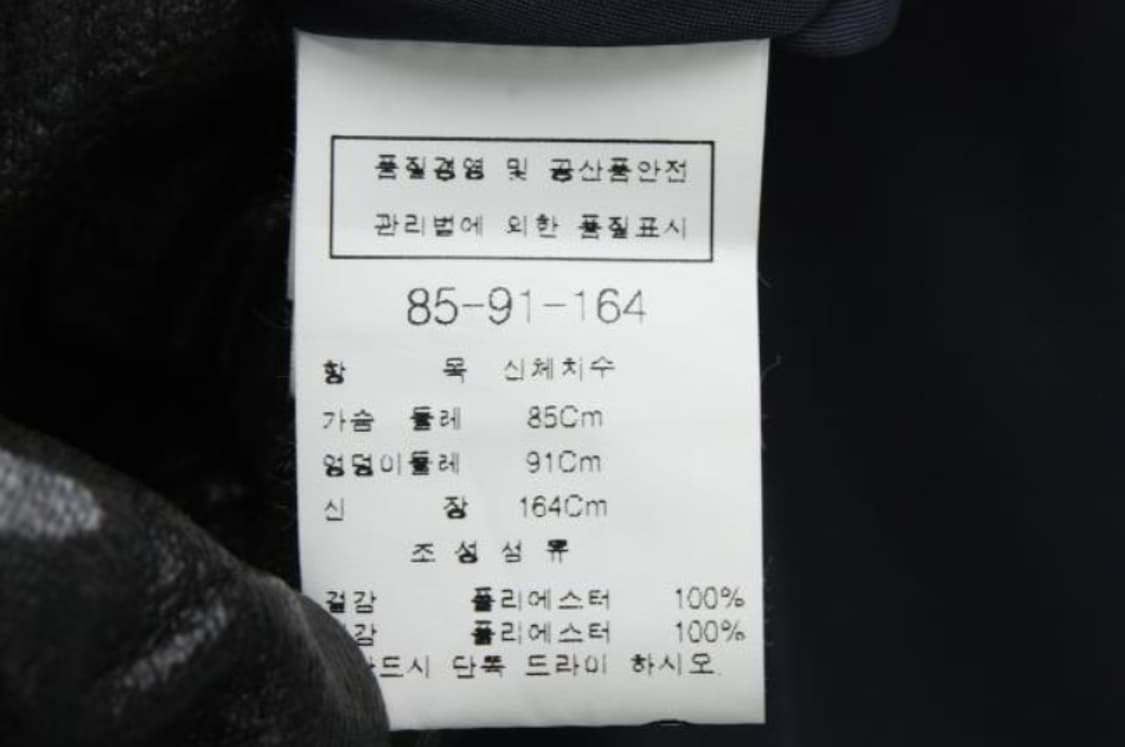 품질경영 및 공산품안전
관리법에 의한 품질표시
85-91-164
항 목 신체치수
가슴 둘레 85Cm
엉덩이둘레 91Cm
신 장 164Cm
조 성 섬 유
겉감 폴리에스터 100%
감 폴리에스터 100%
드시 단독 드라이 하시오.